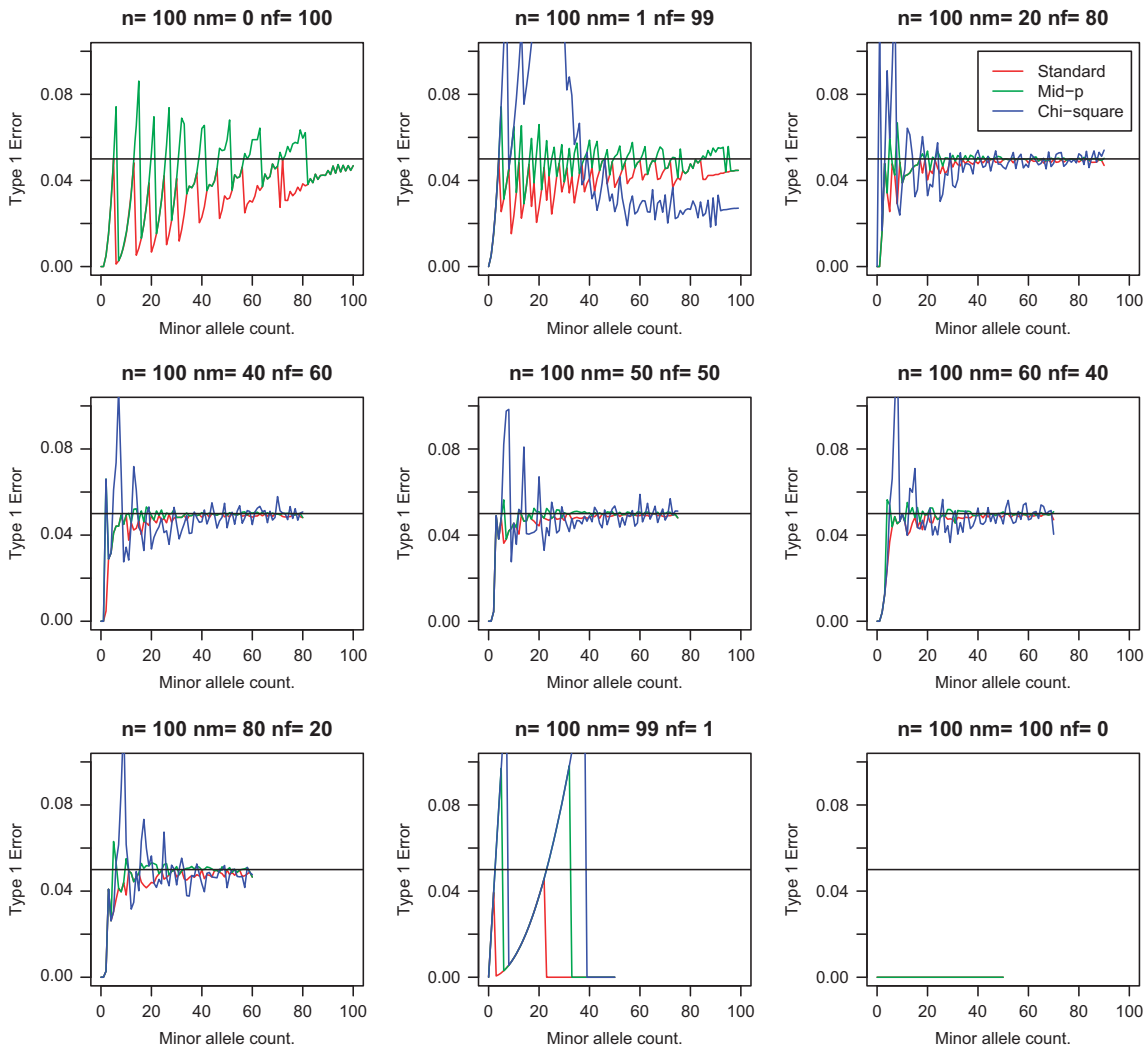 n= 100 nm= 0 nf= 100
n= 100 nm= 1 nf= 99
n= 100 nm= 20 nf= 80
Type 1 Error
0.08
0.04
0.00
0 20 40 60 80 100
Minor allele count.
Type 1 Error
0.08
0.04
0.00
0 20 40 60 80 100
Minor allele count.
Type 1 Error
0.08
0.04
0.00
Standard
Mid−p
Chi−square
0 20 40 60 80 100
Minor allele count.
n= 100 nm= 40 nf= 60
n= 100 nm= 50 nf= 50
n= 100 nm= 60 nf= 40
Type 1 Error
0.08
0.04
0.00
0 20 40 60 80 100
Minor allele count.
Type 1 Error
0.08
0.04
0.00
0 20 40 60 80 100
Minor allele count.
Type 1 Error
0.08
0.04
0.00
0 20 40 60 80 100
Minor allele count.
n= 100 nm= 80 nf= 20
n= 100 nm= 99 nf= 1
n= 100 nm= 100 nf= 0
Type 1 Error
0.08
0.04
0.00
0 20 40 60 80 100
Minor allele count.
Type 1 Error
0.08
0.04
0.00
0 20 40 60 80 100
Minor allele count.
Type 1 Error
0.08
0.04
0.00
0 20 40 60 80 100
Minor allele count.